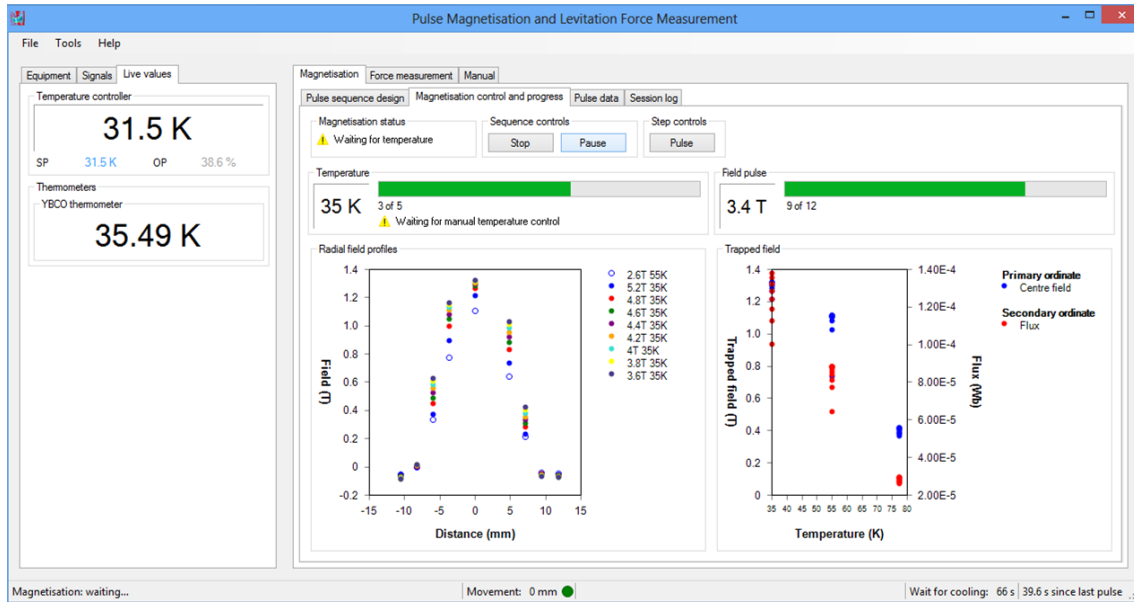 Pulse Magnetisation and Levitation Force Measurement
File Tools Help
Equipment Signals Live values
Temperature controller
31.5 K
SP 31.5 K OP 38.6 %
Thermometers
YBCO thermometer
35.49 K
Magnetisation Force measurement Manual
Pulse sequence design Magnetisation control and progress Pulse data Session log
Magnetisation status
Waiting for temperature
Sequence controls
Stop Pause
Step controls
Pulse
Temperature
35 K
3 of 5
Waiting for manual temperature control
Field pulse
3.4 T
9 of 12
Radial field profiles
1.4
1.2
1.0
0.8
0.6
0.4
0.2
0
-0.2
Field (T)
-15 -10 -5 0 5 10 15
Distance (mm)
2.6T 55K
5.2T 35K
4.8T 35K
4.6T 35K
4.4T 35K
4.2T 35K
4T 35K
3.8T 35K
3.6T 35K
Trapped field
1.4
1.2
1.0
0.8
0.6
0.4
0.2
0
Trapped field (T)
35 40 45 50 55 60 65 70 75 80
Temperature (K)
1.40E-4
1.20E-4
1.00E-4
8.00E-5
6.00E-5
4.00E-5
2.00E-5
Flux (Wb)
Primary ordinate
Centre field
Secondary ordinate
Flux
Magnetisation: waiting...
Movement: 0 mm
Wait for cooling: 66 s
39.6 s since last pulse